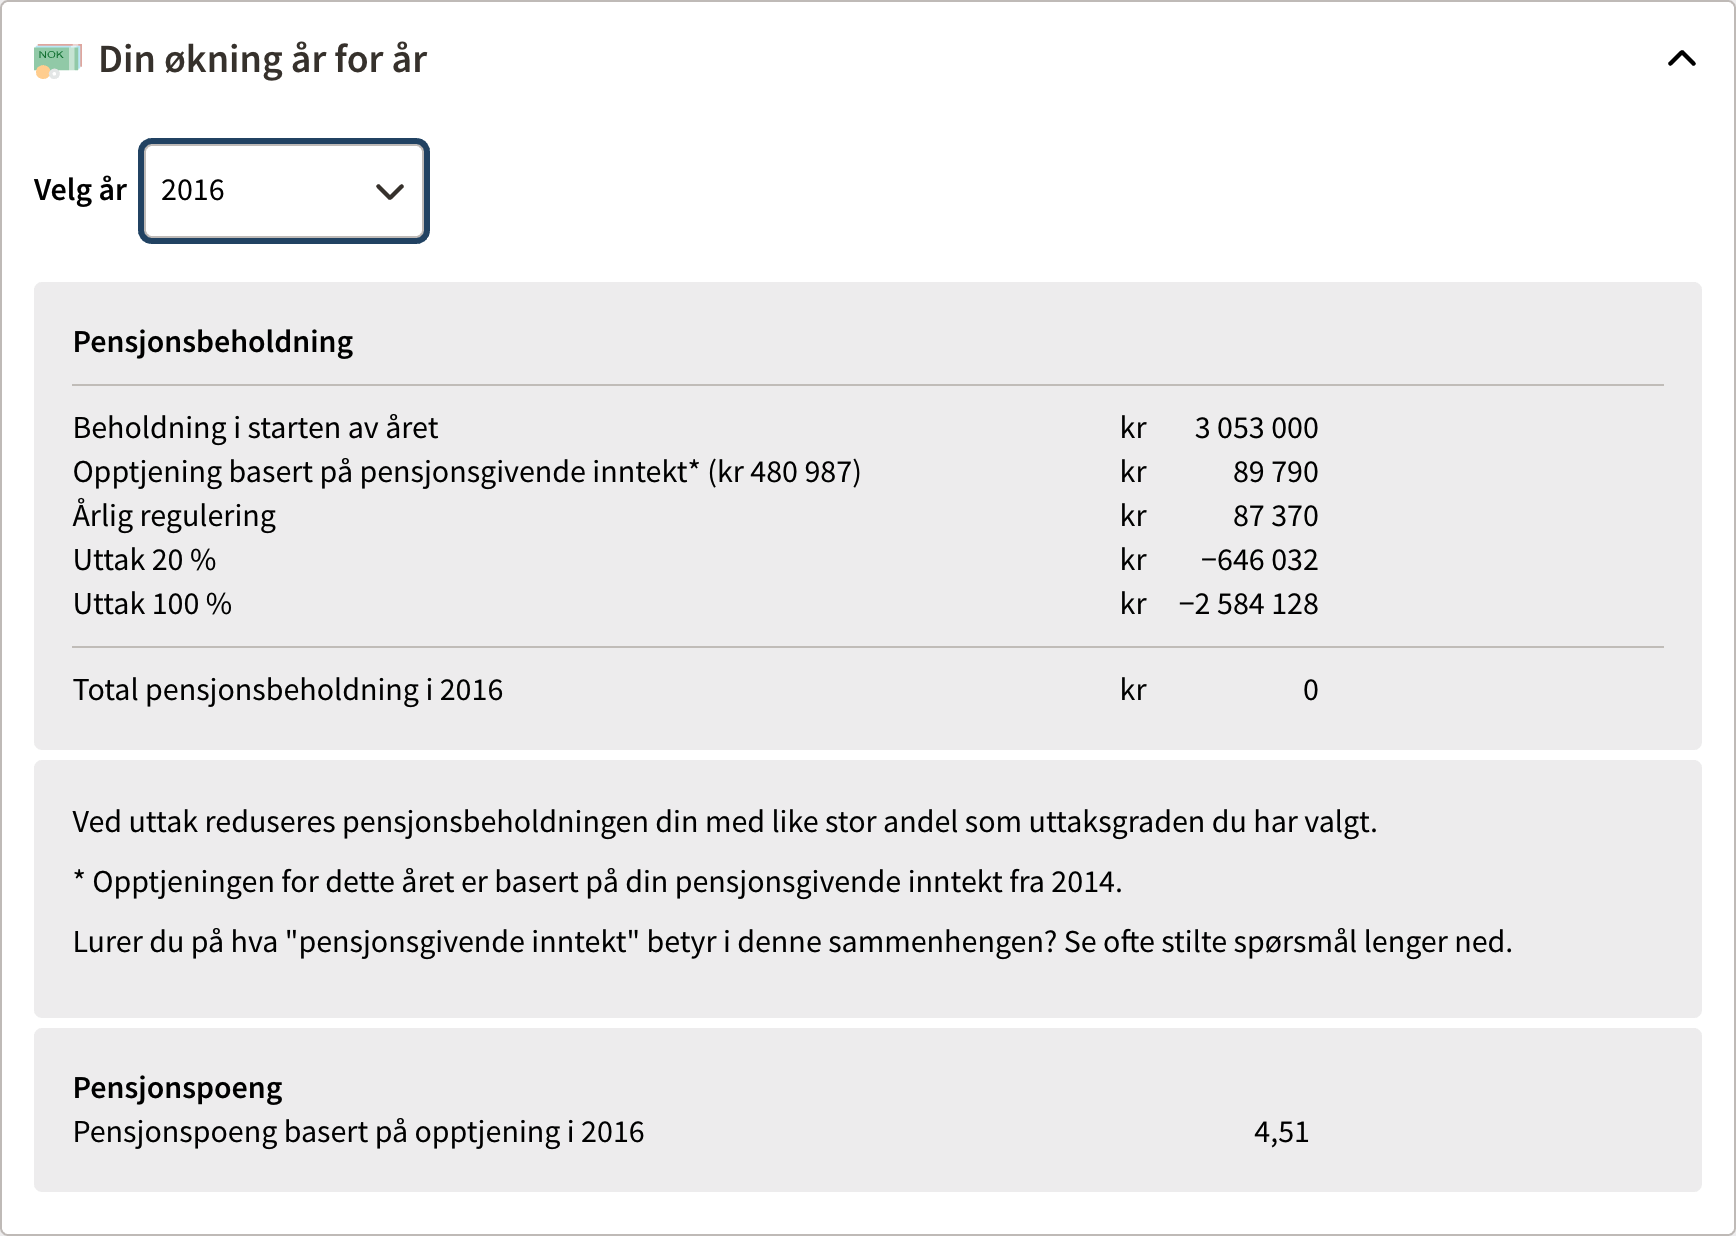 NOK
Din økning år for år
Velg år 2016
Pensjonsbeholdning
Beholdning i starten av året kr 3 053 000
Opptjening basert på pensjonsgivende inntekt* (kr 480 987) kr 89 790
Årlig regulering kr 87 370
Uttak 20 % kr −646 032
Uttak 100 % kr −2 584 128
Total pensjonsbeholdning i 2016 kr 0
Ved uttak reduseres pensjonsbeholdningen din med like stor andel som uttaksgraden du har valgt.
* Opptjeningen for dette året er basert på din pensjonsgivende inntekt fra 2014.
Lurer du på hva "pensjonsgivende inntekt" betyr i denne sammenhengen? Se ofte stilte spørsmål lenger ned.
Pensjonspoeng
Pensjonspoeng basert på opptjening i 2016 4,51